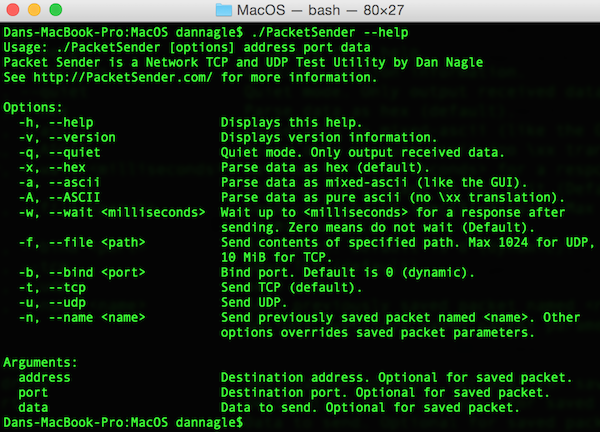 MacOS — bash — 80×27
Dans-MacBook-Pro:MacOS dannagle$ ./PacketSender --help
Usage: ./PacketSender [options] address port data
Packet Sender is a Network TCP and UDP Test Utility by Dan Nagle
See http://PacketSender.com/ for more information.

Options:
  -h, --help                 Displays this help.
  -v, --version              Displays version information.
  -q, --quiet                Quiet mode. Only output received data.
  -x, --hex                  Parse data as hex (default).
  -a, --ascii                Parse data as mixed-ascii (like the GUI).
  -A, --ASCII                Parse data as pure ascii (no \xx translation).
  -w, --wait <milliseconds>  Wait up to <milliseconds> for a response after
                             sending. Zero means do not wait (Default).
  -f, --file <path>          Send contents of specified path. Max 1024 for UDP,
                             10 MiB for TCP.
  -b, --bind <port>          Bind port. Default is 0 (dynamic).
  -t, --tcp                  Send TCP (default).
  -u, --udp                  Send UDP.
  -n, --name <name>          Send previously saved packet named <name>. Other
                             options overrides saved packet parameters.

Arguments:
  address                    Destination address. Optional for saved packet.
  port                       Destination port. Optional for saved packet.
  data                       Data to send. Optional for saved packet.
Dans-MacBook-Pro:MacOS dannagle$